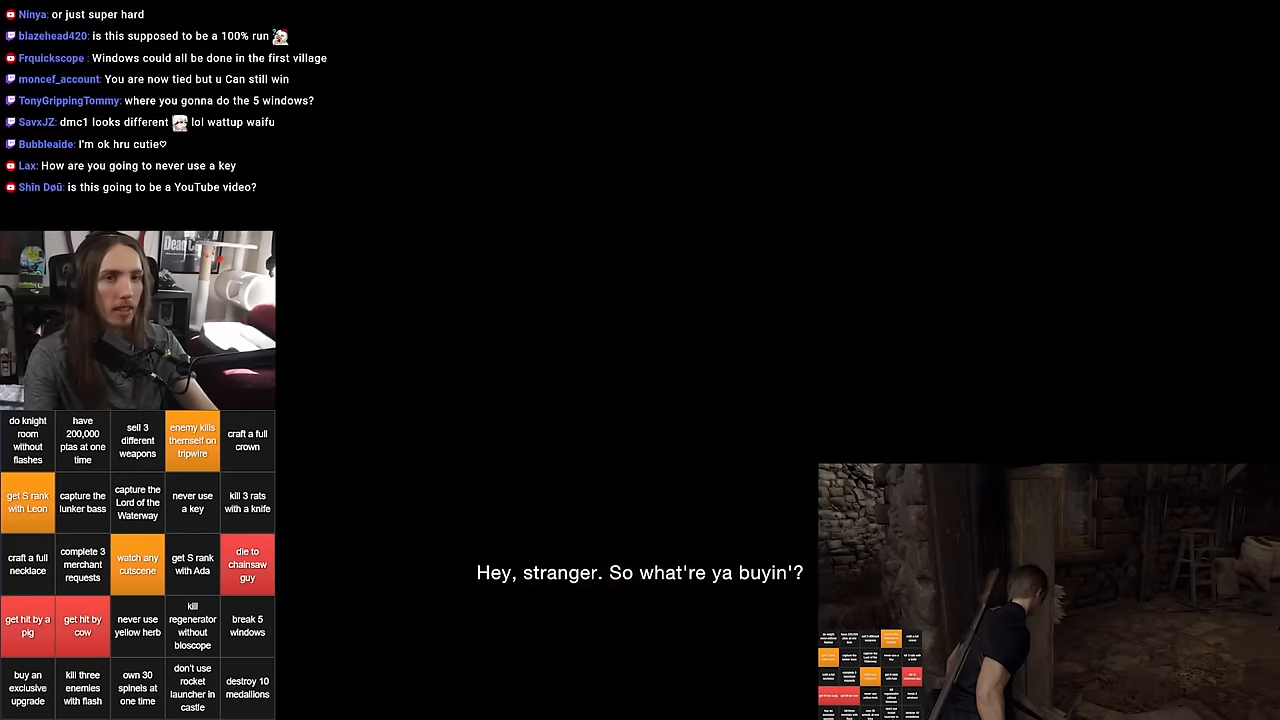 Ninya: or just super hard
blazehead420: is this supposed to be a 100% run
Frquickscope : Windows could all be done in the first village
moncef_account: You are now tied but u Can still win
TonyGrippingTommy: where you gonna do the 5 windows?
SavxJZ: dmc1 looks different lol wattup waifu
Bubbleaide: I'm ok hru cutie♡
Lax: How are you going to never use a key
Shīn Døū: is this going to be a YouTube video?
do knight
room
without
flashes
have
200,000
ptas at one
time
sell 3
different
weapons
enemy kills
themself on
tripwire
craft a full
crown
get S rank
with Leon
capture the
lunker bass
capture the
Lord of the
Waterway
never use
a key
kill 3 rats
with a knife
craft a full
necklace
complete 3
merchant
requests
watch any
cutscene
get S rank
with Ada
die to
chainsaw
guy
get hit by a
pig
get hit by
cow
never use
yellow herb
kill
regenerator
without
bioscope
break 5
windows
buy an
exclusive
upgrade
kill three
enemies
with flash
own 30
spinels at
one time
don't use
rocket
launcher in
castle
destroy 10
medallions
Hey, stranger. So what're ya buyin'?